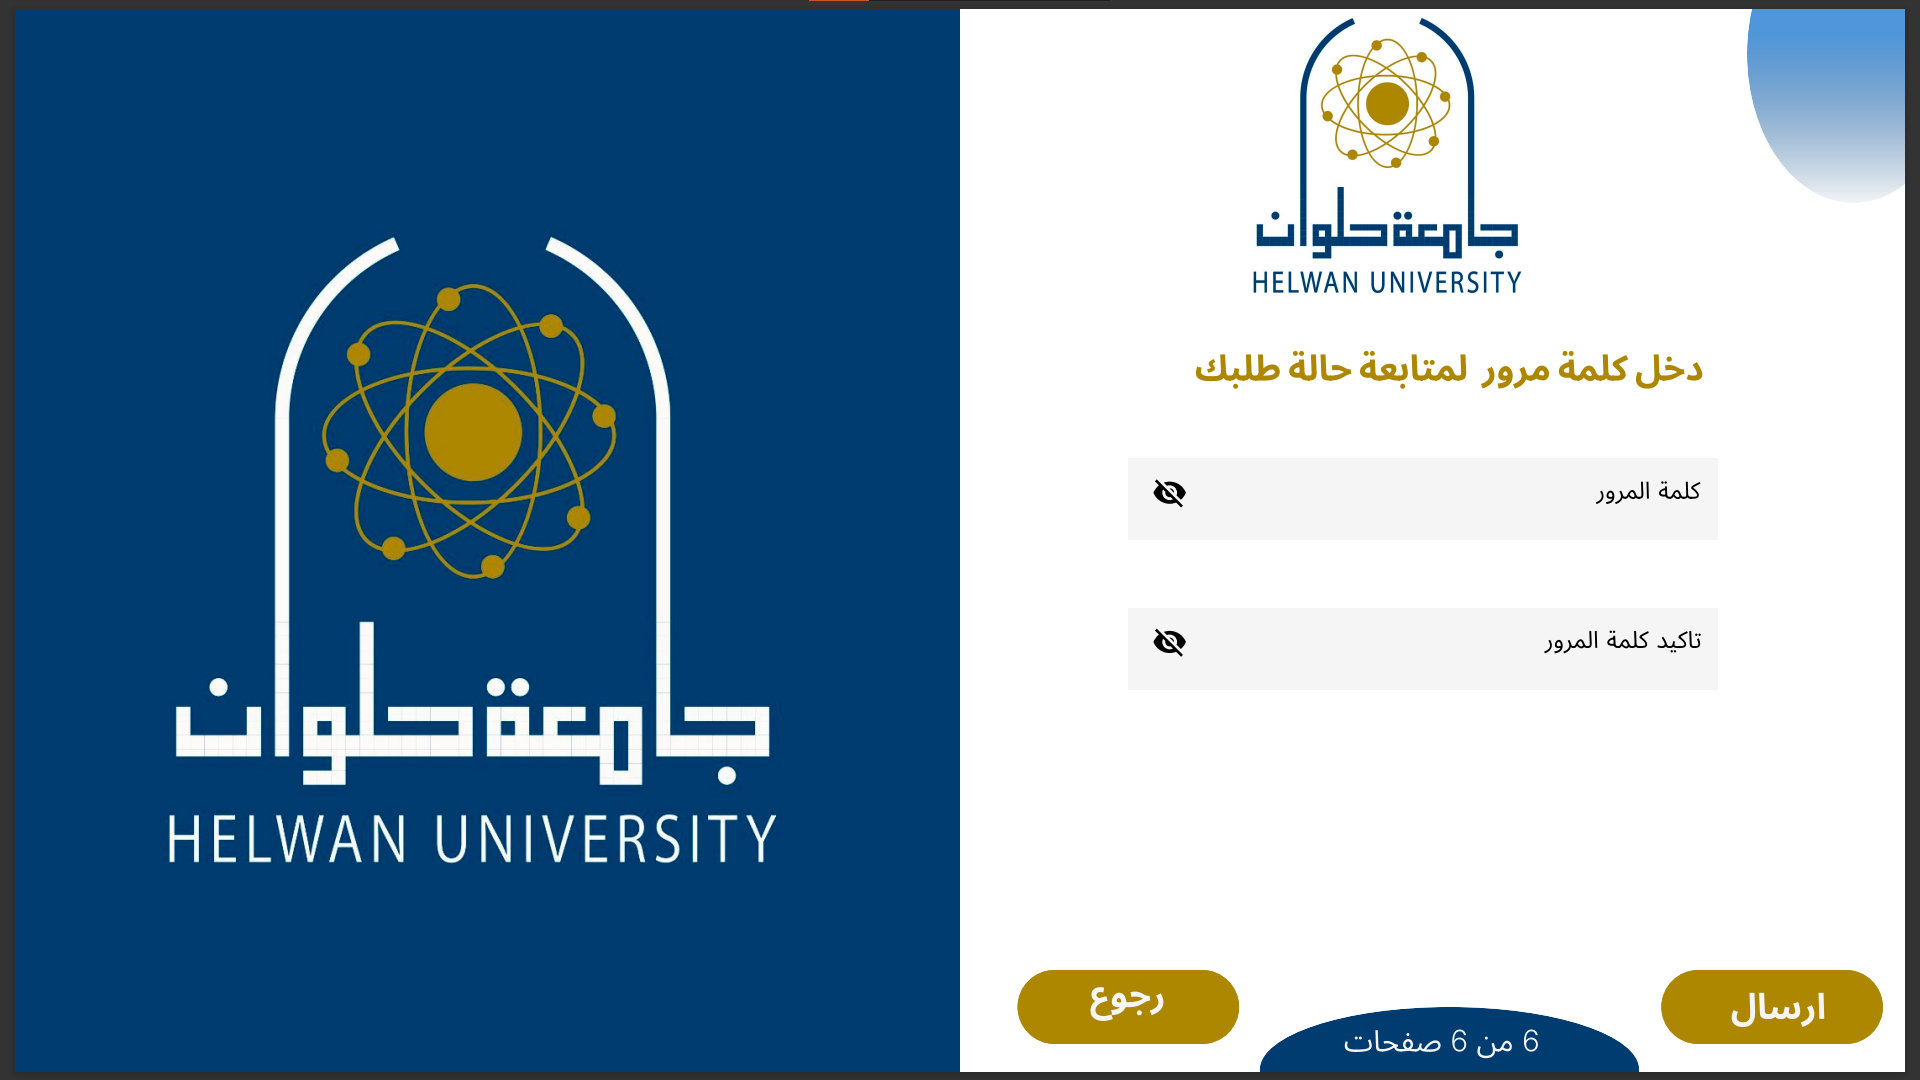 جامعة حلوان
HELWAN UNIVERSITY
جامعة حلوان
HELWAN UNIVERSITY
دخل كلمة مرور لمتابعة حالة طلبك
كلمة المرور
تاكيد كلمة المرور
ارسال
رجوع
6 من 6 صفحات